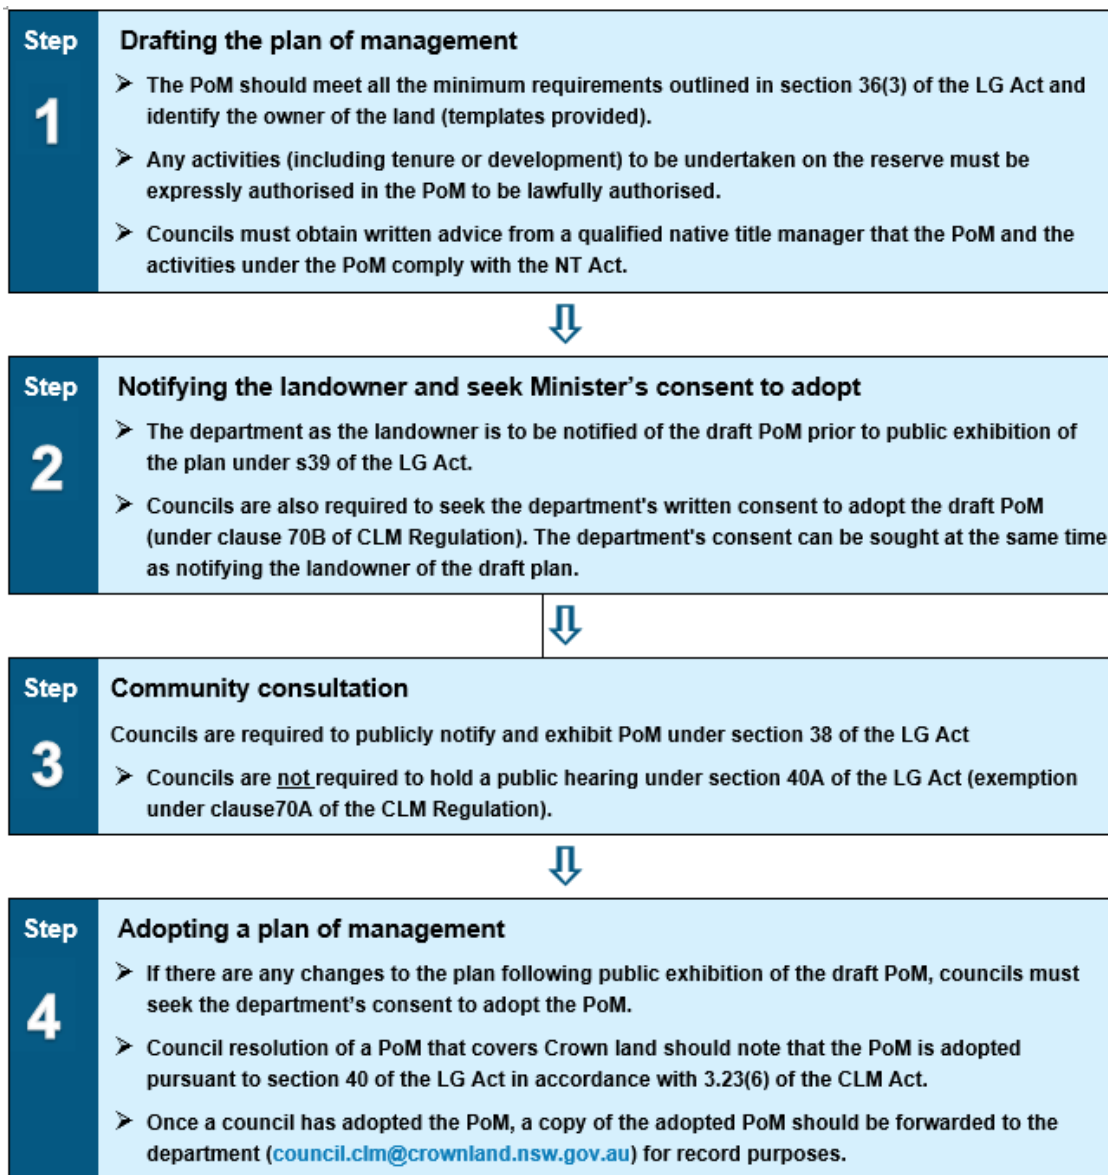 Step
1
Drafting the plan of management
➢ The PoM should meet all the minimum requirements outlined in section 36(3) of the LG Act and
identify the owner of the land (templates provided).
➢ Any activities (including tenure or development) to be undertaken on the reserve must be
expressly authorised in the PoM to be lawfully authorised.
➢ Councils must obtain written advice from a qualified native title manager that the PoM and the
activities under the PoM comply with the NT Act.
Step
2
Notifying the landowner and seek Minister's consent to adopt
➢ The department as the landowner is to be notified of the draft PoM prior to public exhibition of
the plan under s39 of the LG Act.
➢ Councils are also required to seek the department's written consent to adopt the draft PoM
(under clause 70B of CLM Regulation). The department's consent can be sought at the same time
as notifying the landowner of the draft plan.
Step
3
Community consultation
Councils are required to publicly notify and exhibit PoM under section 38 of the LG Act
➢ Councils are not required to hold a public hearing under section 40A of the LG Act (exemption
under clause70A of the CLM Regulation).
Step
4
Adopting a plan of management
➢ If there are any changes to the plan following public exhibition of the draft PoM, councils must
seek the department's consent to adopt the PoM.
➢ Council resolution of a PoM that covers Crown land should note that the PoM is adopted
pursuant to section 40 of the LG Act in accordance with 3.23(6) of the CLM Act.
➢ Once a council has adopted the PoM, a copy of the adopted PoM should be forwarded to the
department (council.clm@crownland.nsw.gov.au) for record purposes.